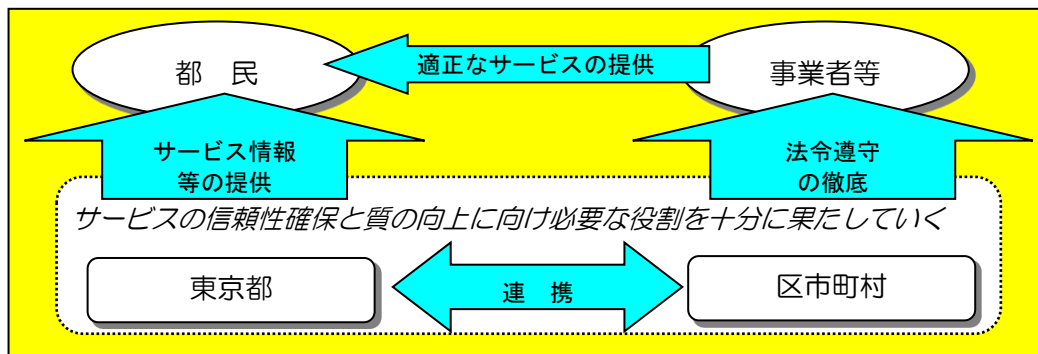 都　民
適正なサービスの提供
事業者等
サービス情報
等の提供
法令遵守
の徹底
サービスの信頼性確保と質の向上に向け必要な役割を十分に果たしていく
東京都
連　携
区市町村